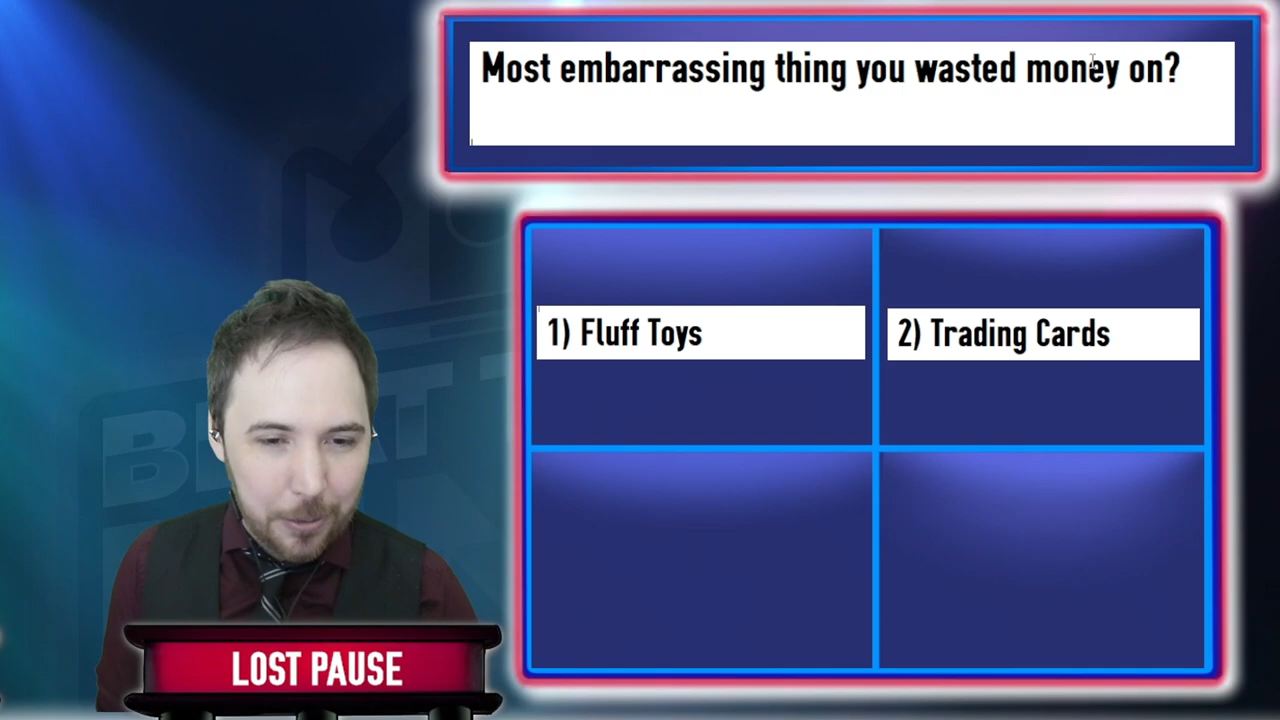 Most embarrassing thing you wasted money on?
1) Fluff Toys
2) Trading Cards
LOST PAUSE